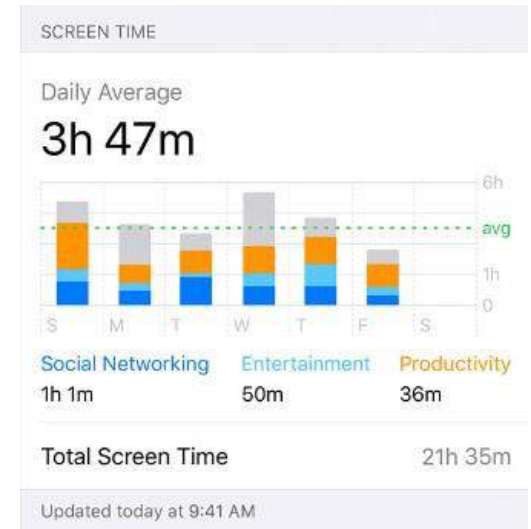 SCREEN TIME
Daily Average
3h 47m
6h
avg
1h
0
S M T W T F S
Social Networking Entertainment Productivity
1h 1m 50m 36m
Total Screen Time 21h 35m
Updated today at 9:41 AM